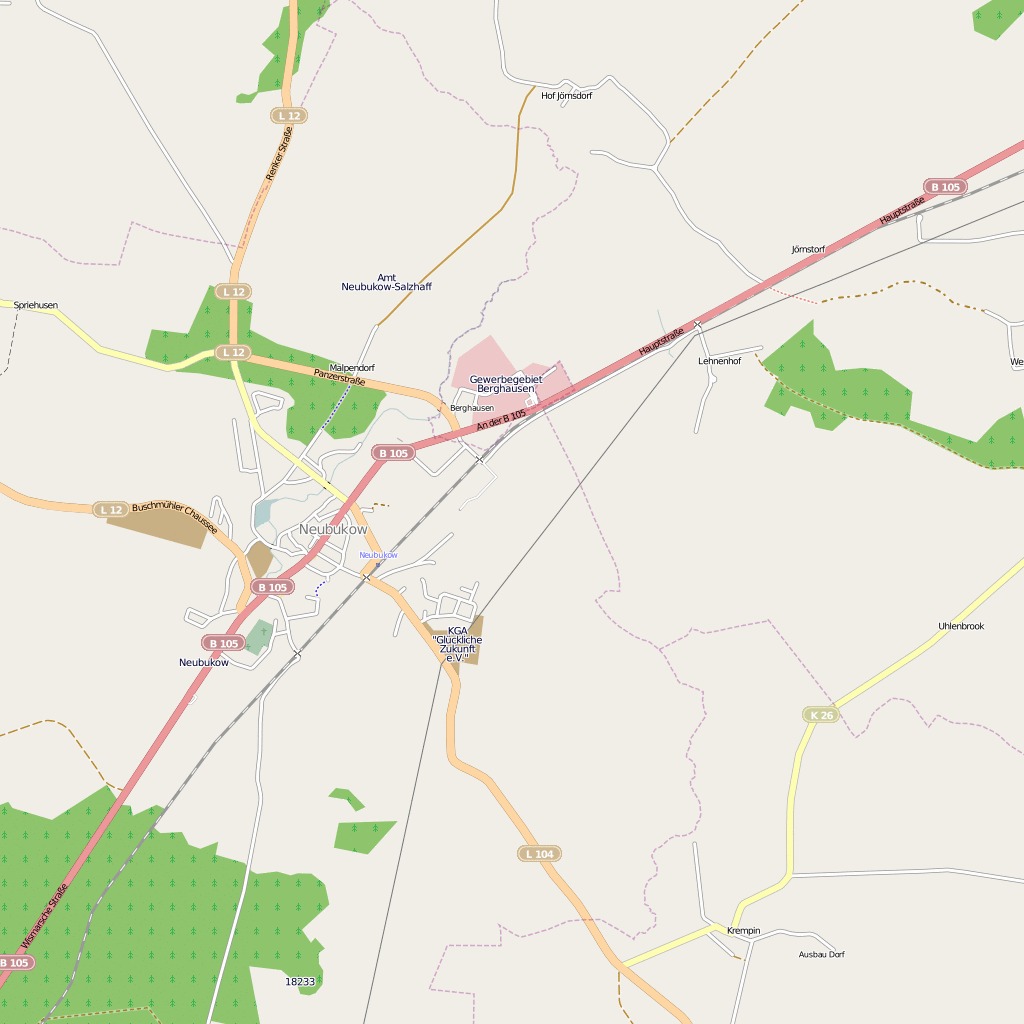 Hof Jörnsdorf
L 12
Reriker Straße
B 105
Hauptstraße
Jörnstorf
Amt
Neubukow-Salzhaff
L 12
Spriehusen
Hauptstraße
L 12
Lehnenhof
We
Malpendorf
Panzerstraße
Gewerbegebiet
Berghausen
Berghausen
An der B 105
B 105
L 12
Buschmühler Chaussee
Neubukow
Neubukow
B 105
KGA
"Glückliche
Zukunft
e.V."
Uhlenbrook
B 105
Neubukow
K 26
L 104
Wismarsche Straße
Krempin
Ausbau Dorf
B 105
18233